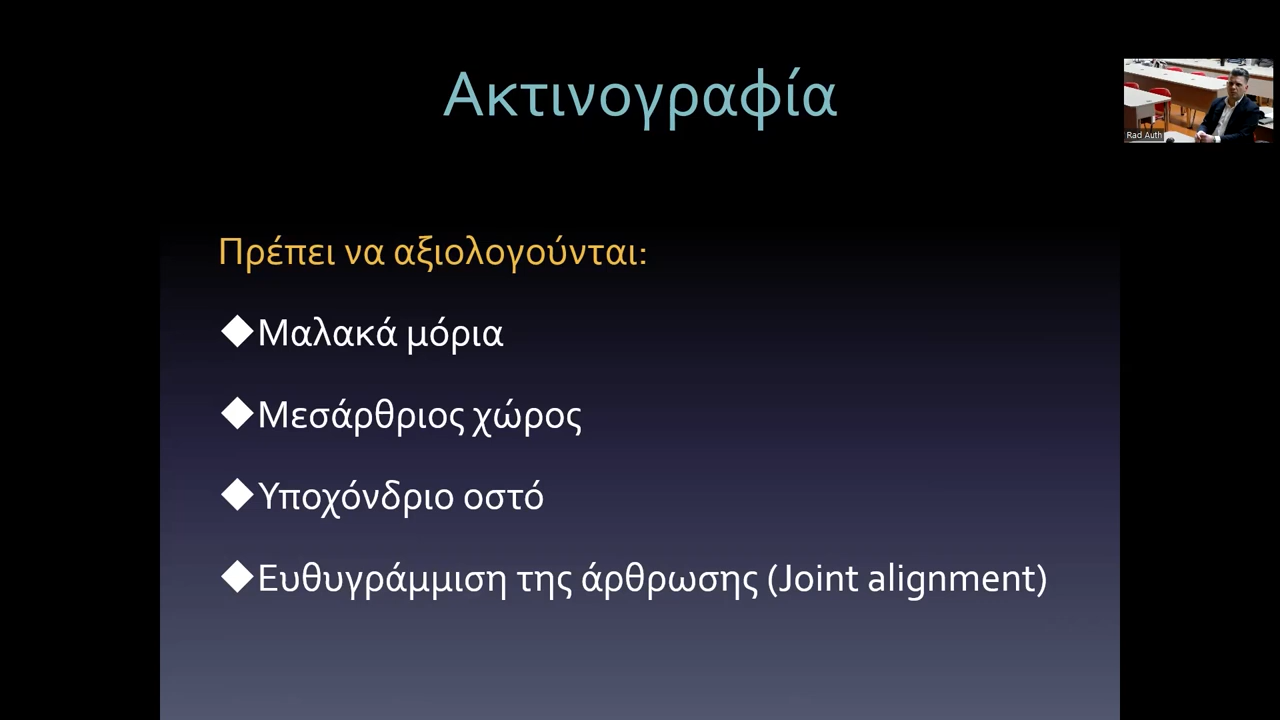 Ακτινογραφία
Rad Auth
Πρέπει να αξιολογούνται:
◆Μαλακά μόρια
◆Μεσάρθριος χώρος
◆Υποχόνδριο οστό
◆Ευθυγράμμιση της άρθρωσης (Joint alignment)